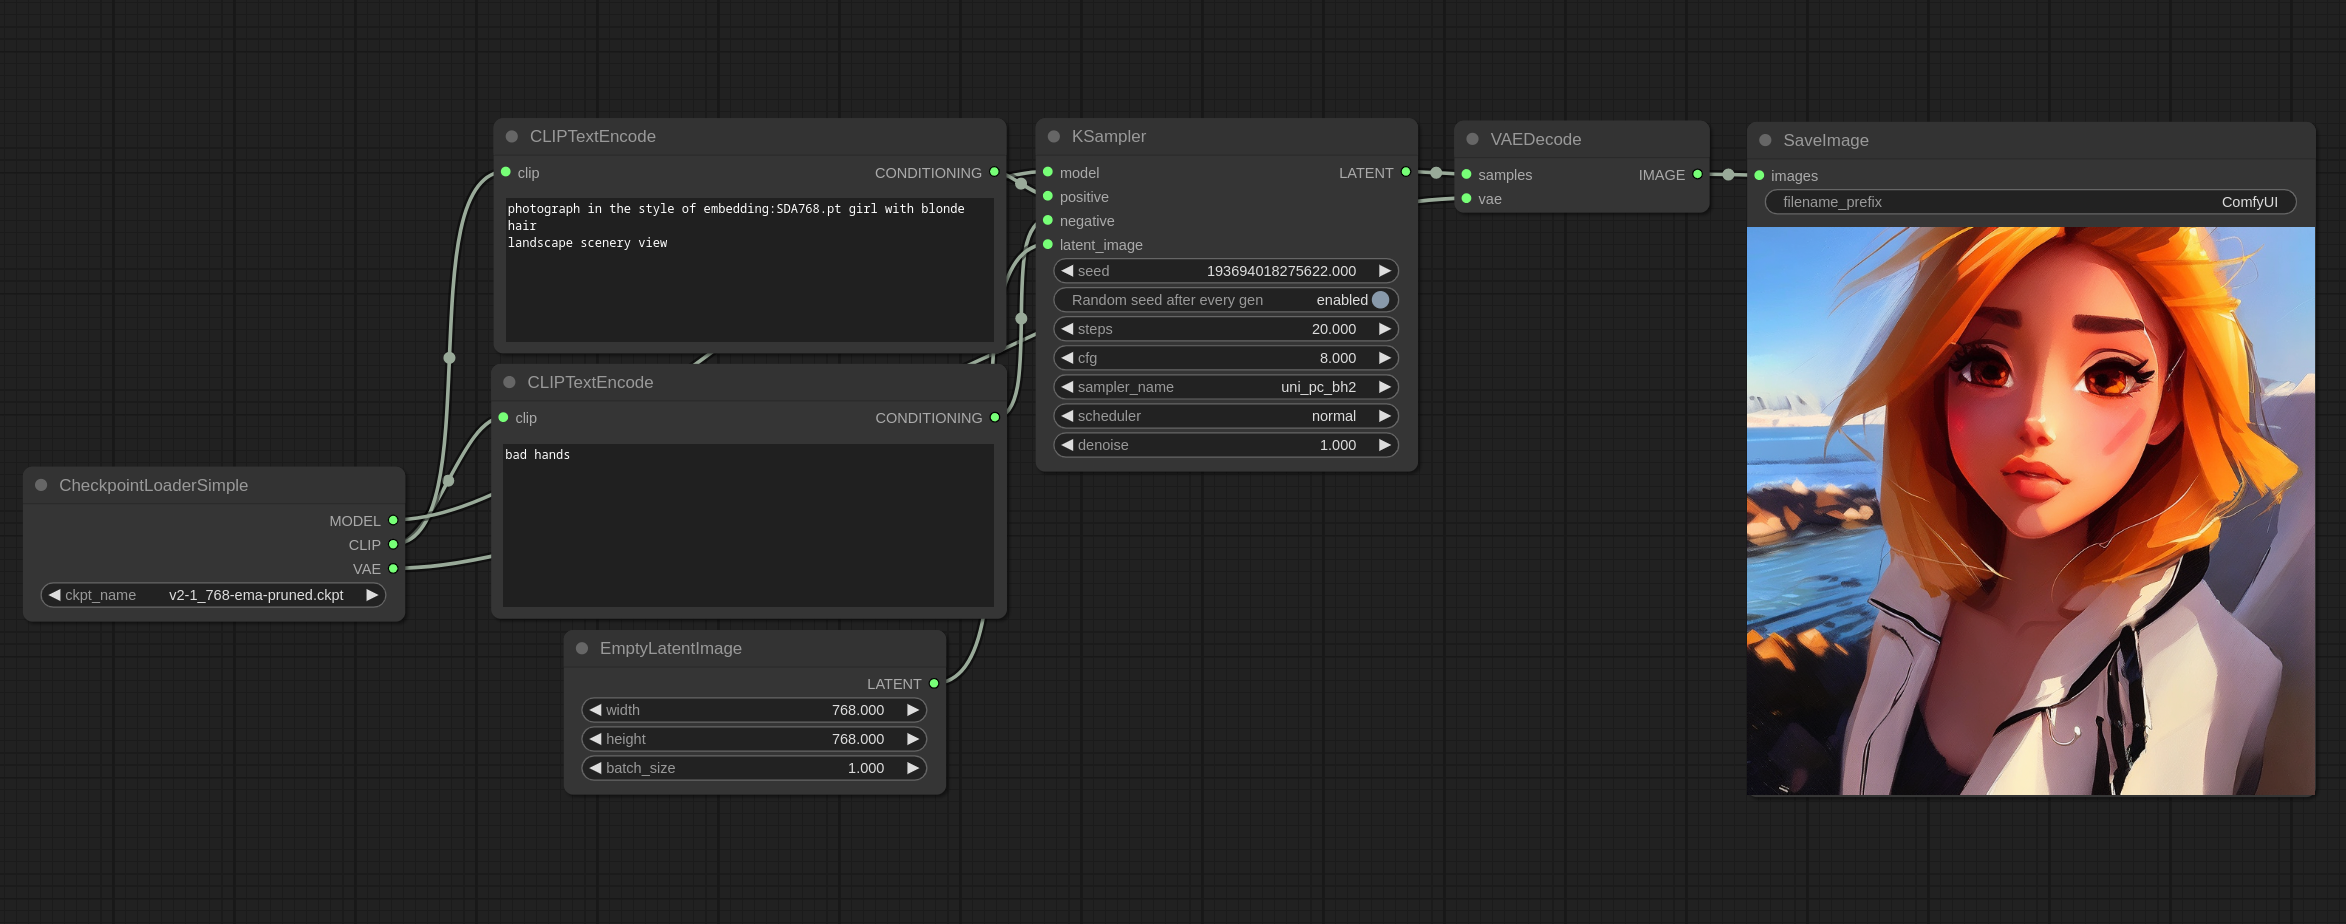 CLIPTextEncode
clip CONDITIONING
photograph in the style of embedding:SDA768.pt girl with blonde
hair
landscape scenery view
CLIPTextEncode
clip CONDITIONING
bad hands
CheckpointLoaderSimple
MODEL
CLIP
VAE
ckpt_name v2-1_768-ema-pruned.ckpt
EmptyLatentImage
LATENT
width 768.000
height 768.000
batch_size 1.000
KSampler
model LATENT
positive
negative
latent_image
seed 193694018275622.000
Random seed after every gen enabled
steps 20.000
cfg 8.000
sampler_name uni_pc_bh2
scheduler normal
denoise 1.000
VAEDecode
samples IMAGE
vae
SaveImage
images
filename_prefix ComfyUI